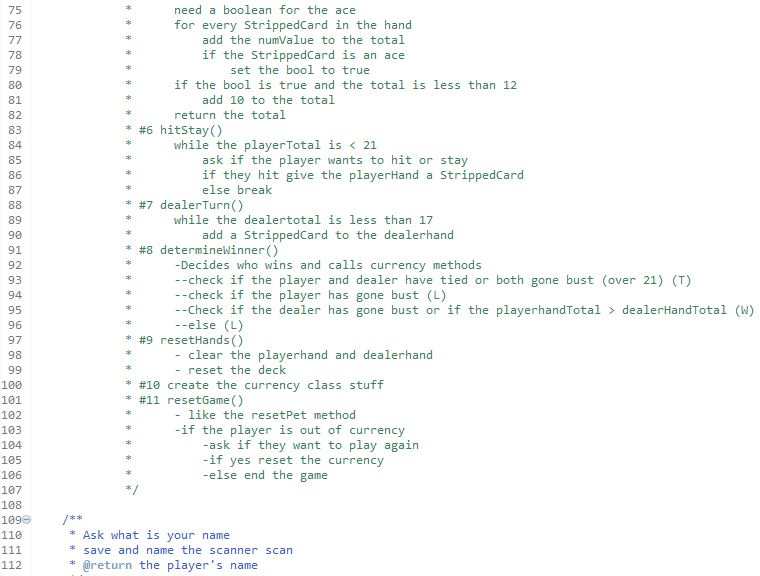 75 * need a boolean for the ace
76 * for every StrippedCard in the hand
77 * add the numValue to the total
78 * if the StrippedCard is an ace
79 * set the bool to true
80 * if the bool is true and the total is less than 12
81 * add 10 to the total
82 * return the total
83 * #6 hitStay()
84 * while the playerTotal is < 21
85 * ask if the player wants to hit or stay
86 * if they hit give the playerHand a StrippedCard
87 * else break
88 * #7 dealerTurn()
89 * while the dealertotal is less than 17
90 * add a StrippedCard to the dealerhand
91 * #8 determineWinner()
92 * -Decides who wins and calls currency methods
93 * --check if the player and dealer have tied or both gone bust (over 21) (T)
94 * --check if the player has gone bust (L)
95 * --Check if the dealer has gone bust or if the playerhandTotal > dealerHandTotal (W)
96 * --else (L)
97 * #9 resetHands()
98 * - clear the playerhand and dealerhand
99 * - reset the deck
100 * #10 create the currency class stuff
101 * #11 resetGame()
102 * - like the resetPet method
103 * -if the player is out of currency
104 * -ask if they want to play again
105 * -if yes reset the currency
106 * -else end the game
107 */
108
109 /**
110 * Ask what is your name
111 * save and name the scanner scan
112 * @return the player's name